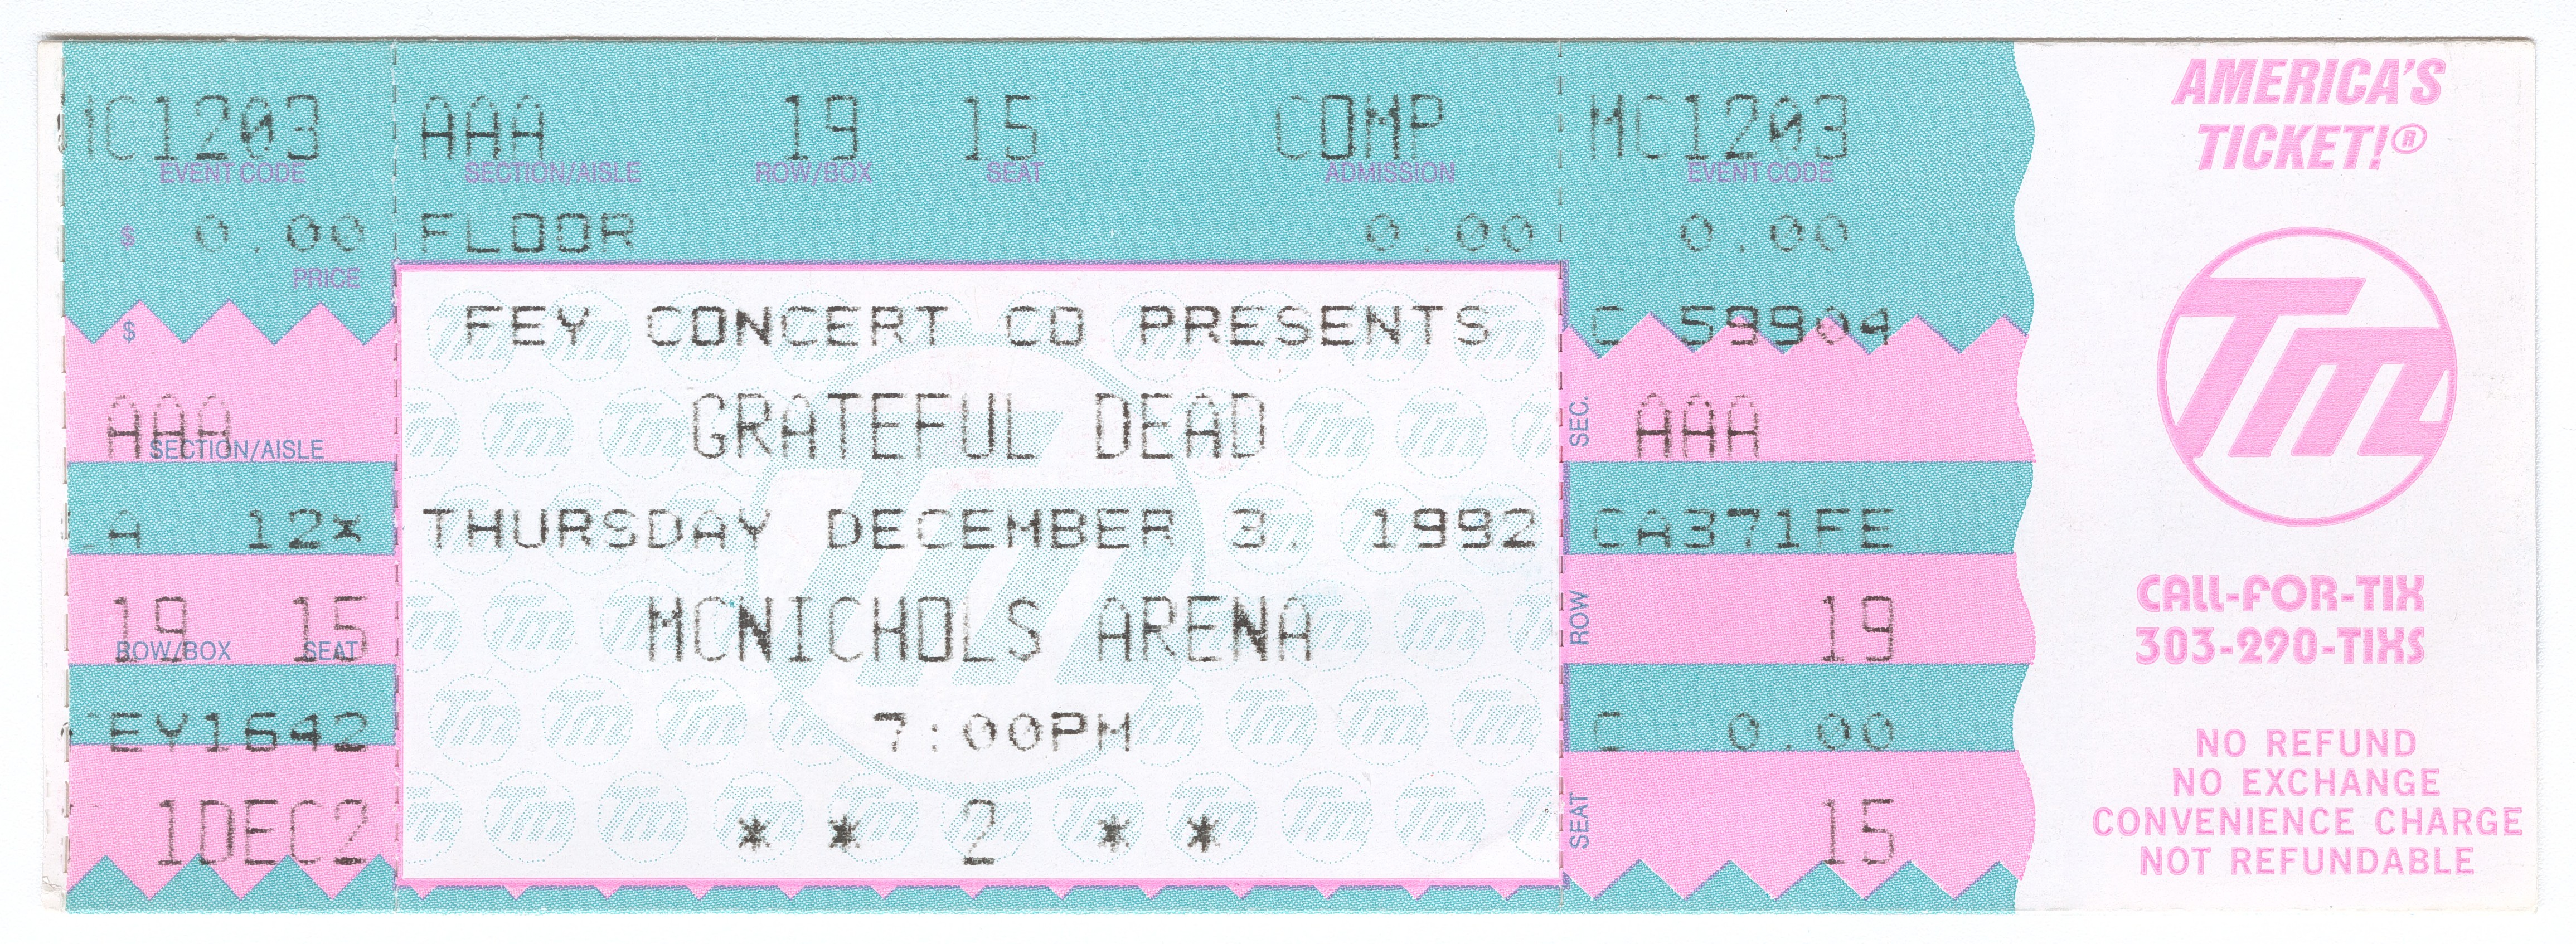 MC1203
EVENT CODE
$ 0.00
PRICE
$
AAA
SECTION/AISLE
CA 12*
19 15
ROW/BOX SEAT
EY1642
1DEC2
AAA 19 15 COMP
SECTION/AISLE ROW/BOX SEAT ADMISSION
FLOOR 0.00
FEY CONCERT CO PRESENTS
GRATEFUL DEAD
THURSDAY DECEMBER 3, 1992
MCNICHOLS ARENA
7:00PM
* * 2 * *
MC1203
EVENT CODE
0.00
C 59904
SEC. AAA
CA371FE
ROW 19
C 0.00
SEAT 15
AMERICA'S
TICKET!®
TM
CALL-FOR-TIX
303-290-TIXS
NO REFUND
NO EXCHANGE
CONVENIENCE CHARGE
NOT REFUNDABLE